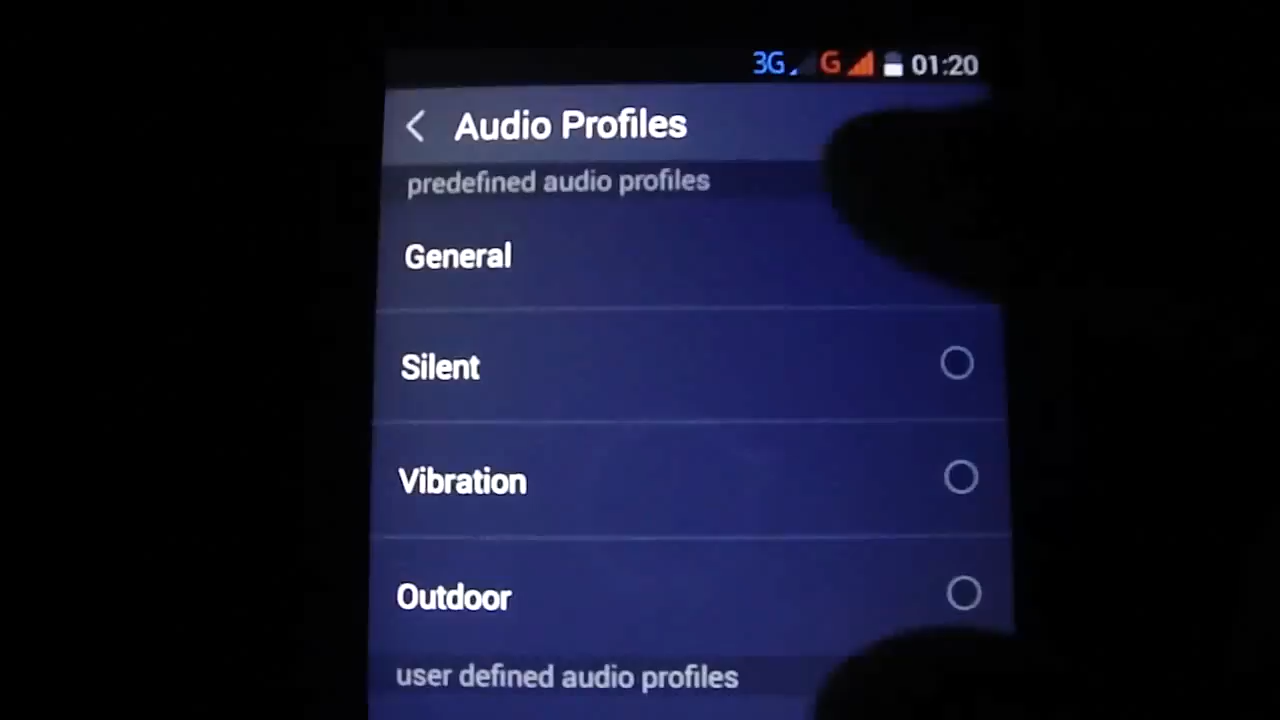 3G G 01:20
Audio Profiles
predefined audio profiles
General
Silent
Vibration
Outdoor
user defined audio profiles